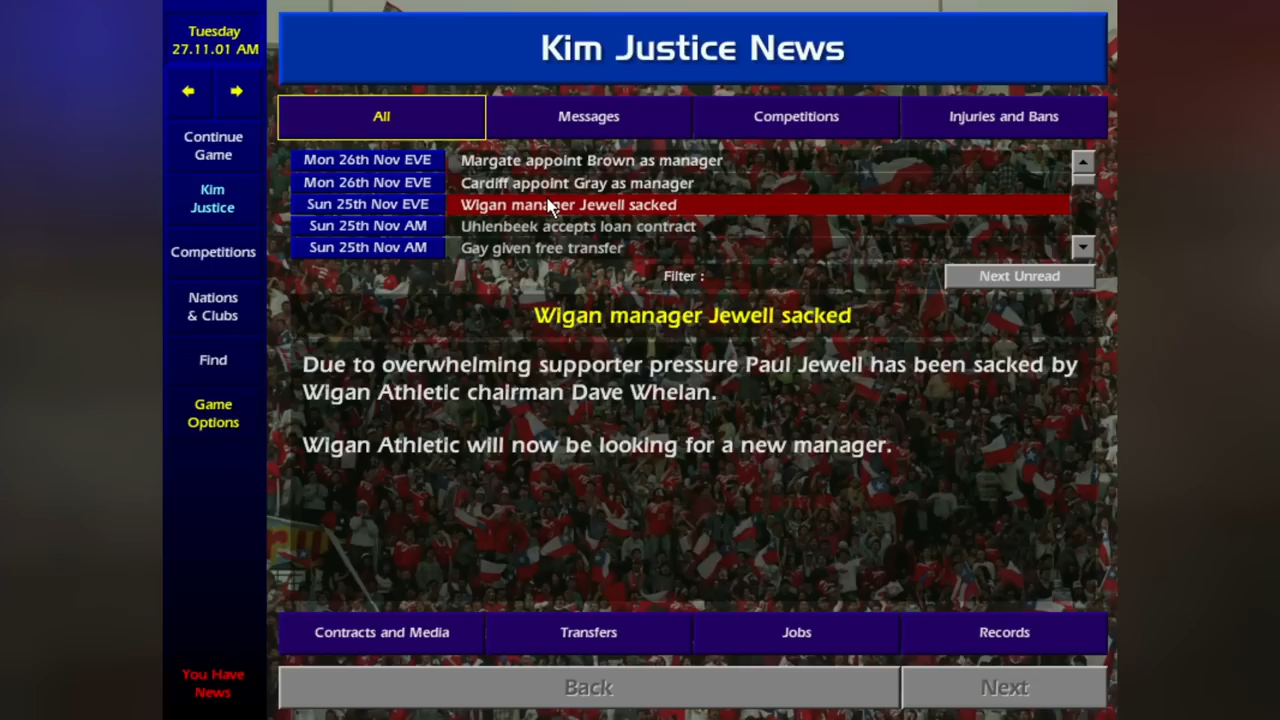 Tuesday
27.11.01 AM
Kim Justice News
All
Messages
Competitions
Injuries and Bans
Continue
Game
Kim
Justice
Competitions
Nations
& Clubs
Find
Game
Options
You Have
News
Mon 26th Nov EVE Margate appoint Brown as manager
Mon 26th Nov EVE Cardiff appoint Gray as manager
Sun 25th Nov EVE Wigan manager Jewell sacked
Sun 25th Nov AM Uhlenbeek accepts loan contract
Sun 25th Nov AM Gay given free transfer
Filter :
Next Unread
Wigan manager Jewell sacked
Due to overwhelming supporter pressure Paul Jewell has been sacked by
Wigan Athletic chairman Dave Whelan.
Wigan Athletic will now be looking for a new manager.
Contracts and Media
Transfers
Jobs
Records
Back
Next